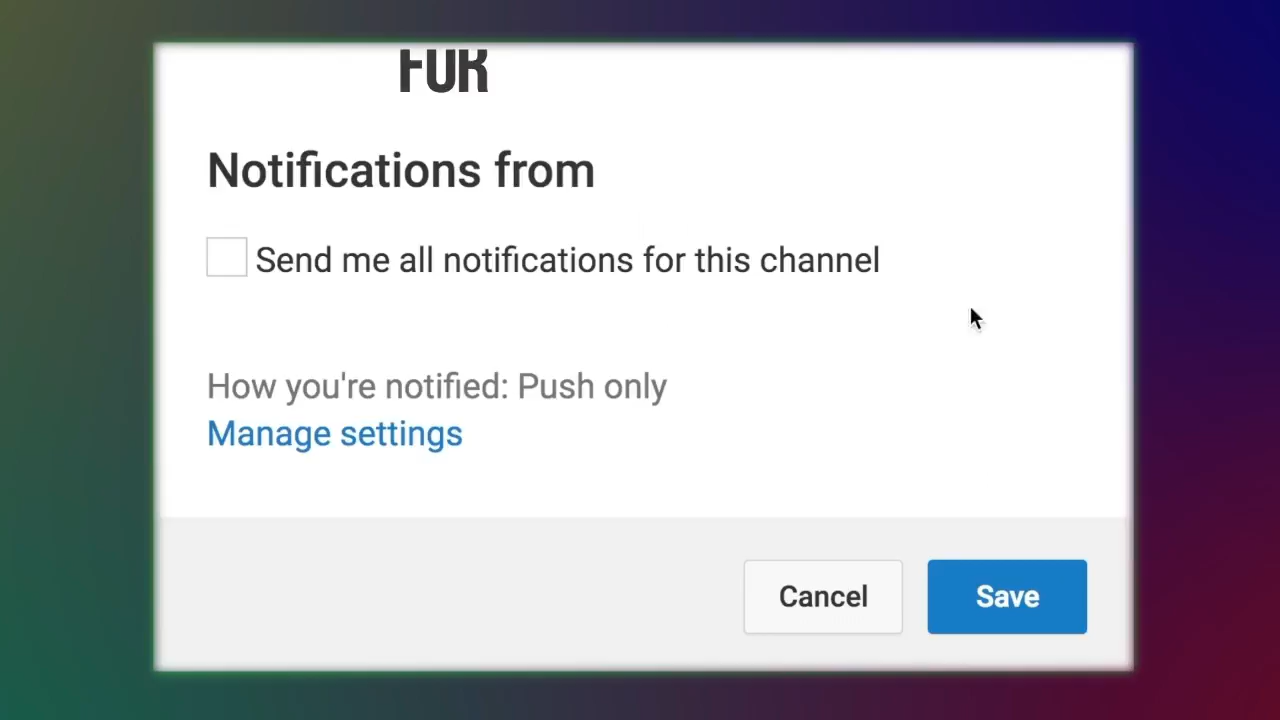 FUR
Notifications from
Send me all notifications for this channel
How you're notified: Push only
Manage settings
Cancel
Save